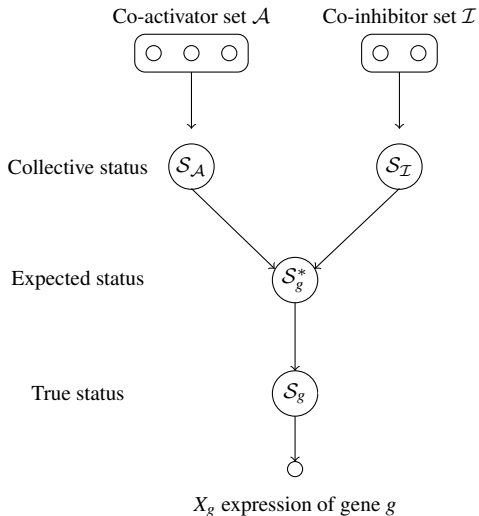 Co-activator set 𝒜 Co-inhibitor set ℐ
Collective status 𝒮_𝒜 𝒮_ℐ
Expected status 𝒮*_g
True status 𝒮_g
X_g expression of gene g